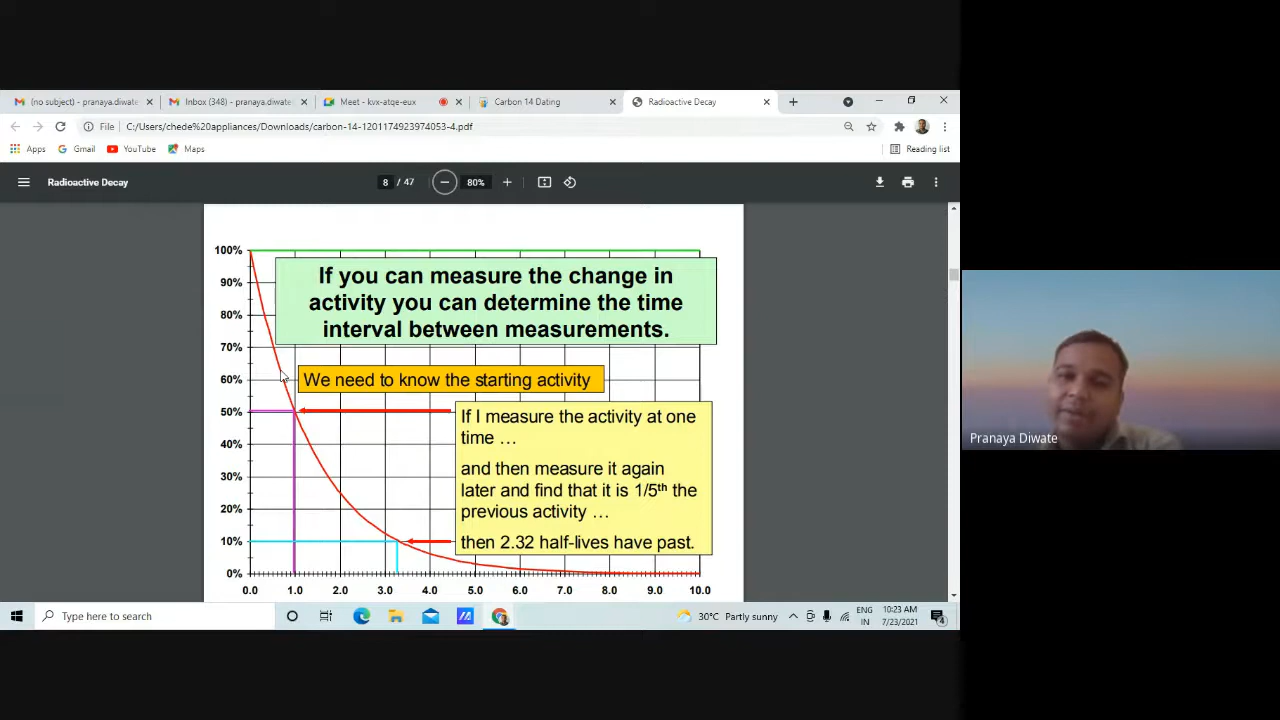 (no subject) - pranaya.diwate
Inbox (348) - pranaya.diwate
Meet - kvx-atqe-eux
Carbon 14 Dating
Radioactive Decay
File
C:/Users/chede%20appliances/Downloads/carbon-14-1201174923974053-4.pdf
Apps
Gmail
YouTube
Maps
Reading list
Radioactive Decay
8 / 47
80%
100%
90%
80%
70%
60%
50%
40%
30%
20%
10%
0%
If you can measure the change in
activity you can determine the time
interval between measurements.
We need to know the starting activity
If I measure the activity at one
time …
and then measure it again
later and find that it is 1/5th the
previous activity …
then 2.32 half-lives have past.
0.0 1.0 2.0 3.0 4.0 5.0 6.0 7.0 8.0 9.0 10.0
Pranaya Diwate
Type here to search
30°C Partly sunny
ENG
IN
10:23 AM
7/23/2021
4